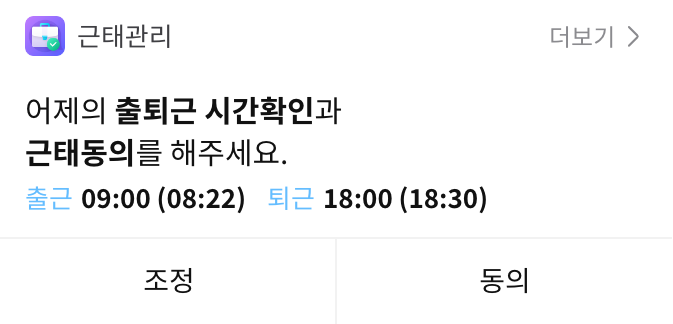 근태관리
더보기
어제의 출퇴근 시간확인과
근태동의를 해주세요.
출근 09:00 (08:22) 퇴근 18:00 (18:30)
조정
동의